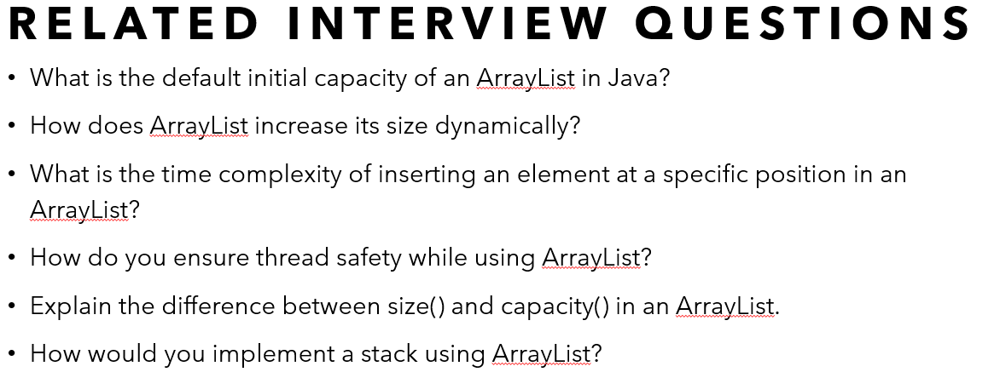 RELATED INTERVIEW QUESTIONS
• What is the default initial capacity of an ArrayList in Java?
• How does ArrayList increase its size dynamically?
• What is the time complexity of inserting an element at a specific position in an
ArrayList?
• How do you ensure thread safety while using ArrayList?
• Explain the difference between size() and capacity() in an ArrayList.
• How would you implement a stack using ArrayList?